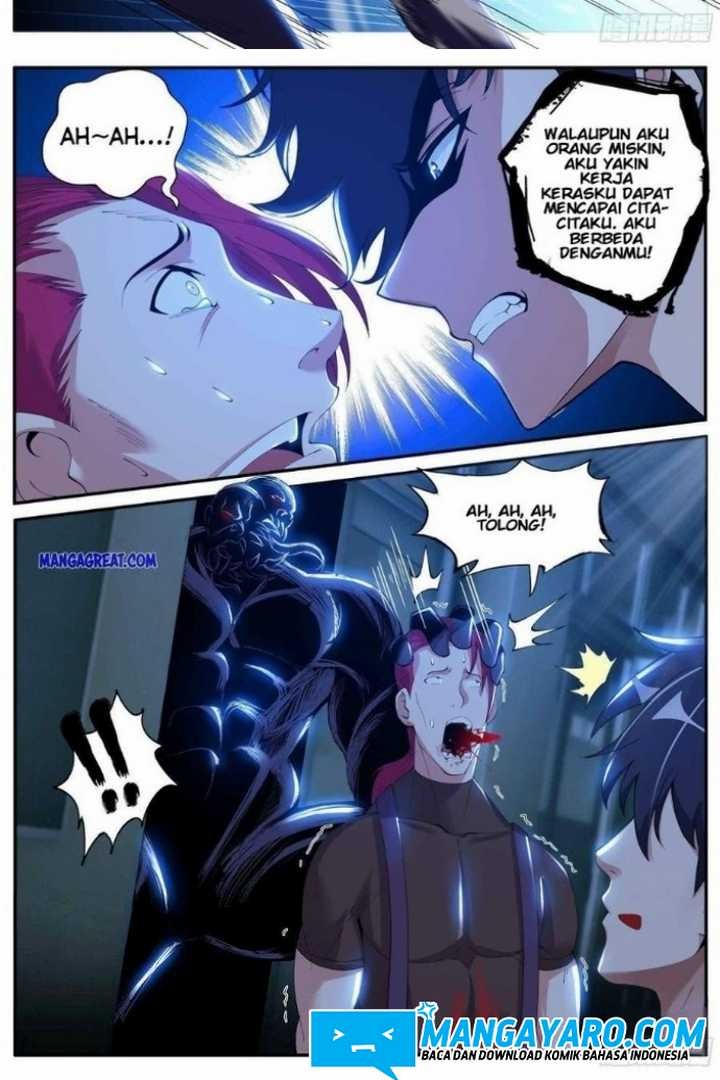 AH~AH...!
WALAUPUN AKU
ORANG MISKIN,
AKU YAKIN
KERJA
KERASKU DAPAT
MENCAPAI CITA-
CITAKU. AKU
BERBEDA
DENGANMU!
MANGAGREAT.COM
AH, AH, AH,
TOLONG!
!!
MANGAYARO.COM
BACA DAN DOWNLOAD KOMIK BAHASA INDONESIA